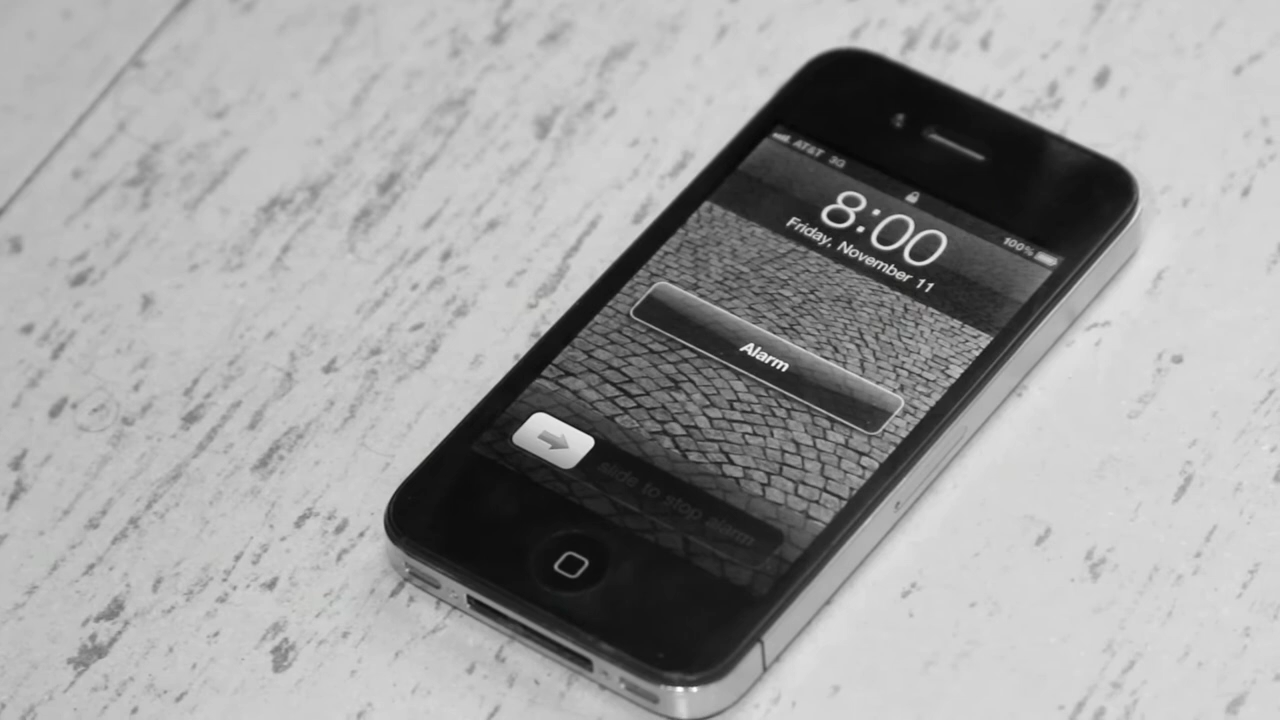 AT&T 3G
100%
8:00
Friday, November 11
Alarm
slide to stop alarm